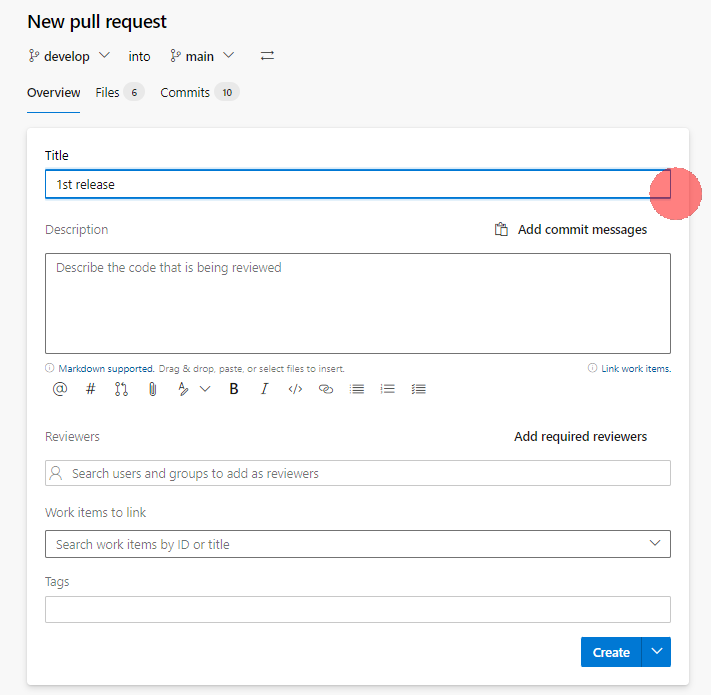 New pull request
develop into main
Overview Files 6 Commits 10
Title
1st release
Description Add commit messages
Describe the code that is being reviewed
Markdown supported. Drag & drop, paste, or select files to insert. Link work items.
@ # B I </>
Reviewers Add required reviewers
Search users and groups to add as reviewers
Work items to link
Search work items by ID or title
Tags
Create